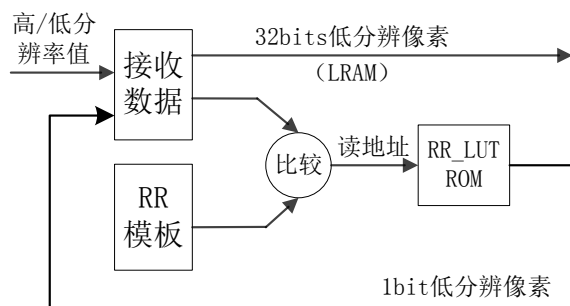 高/低分
辨率值
接收
数据
32bits低分辨像素
（LRAM）
比较
读地址
RR_LUT
ROM
RR
模板
1bit低分辨像素